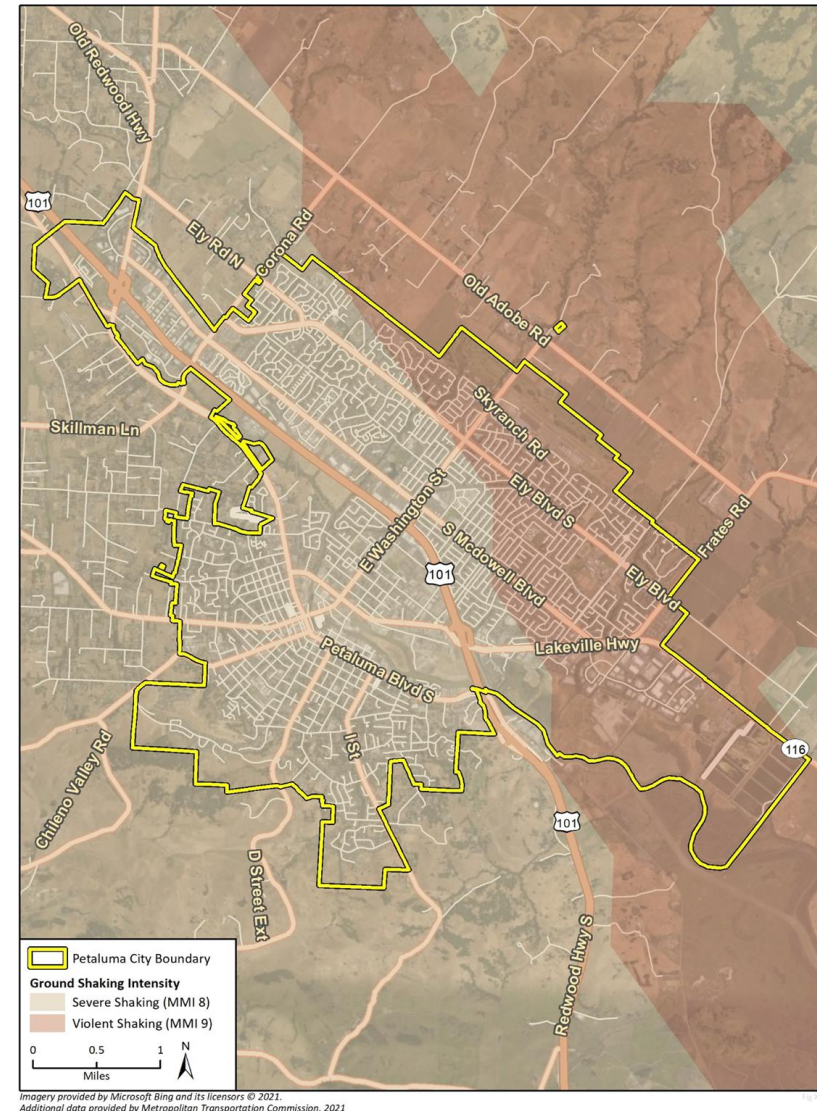 Old Redwood Hwy
101
Ely Rd N
Corona Rd
Old Adobe Rd
Skillman Ln
Skyranch Rd
Ely Blvd S
E Washington St
S Mcdowell Blvd
Frates Rd
101
Ely Blvd
Lakeville Hwy
Petaluma Blvd S
I St
116
Chileno Valley Rd
101
D Street Ext
Redwood Hwy S
Petaluma City Boundary
Ground Shaking Intensity
Severe Shaking (MMI 8)
Violent Shaking (MMI 9)
0 0.5 1
Miles
N
Imagery provided by Microsoft Bing and its licensors © 2021.
Additional data provided by Metropolitan Transportation Commission, 2021